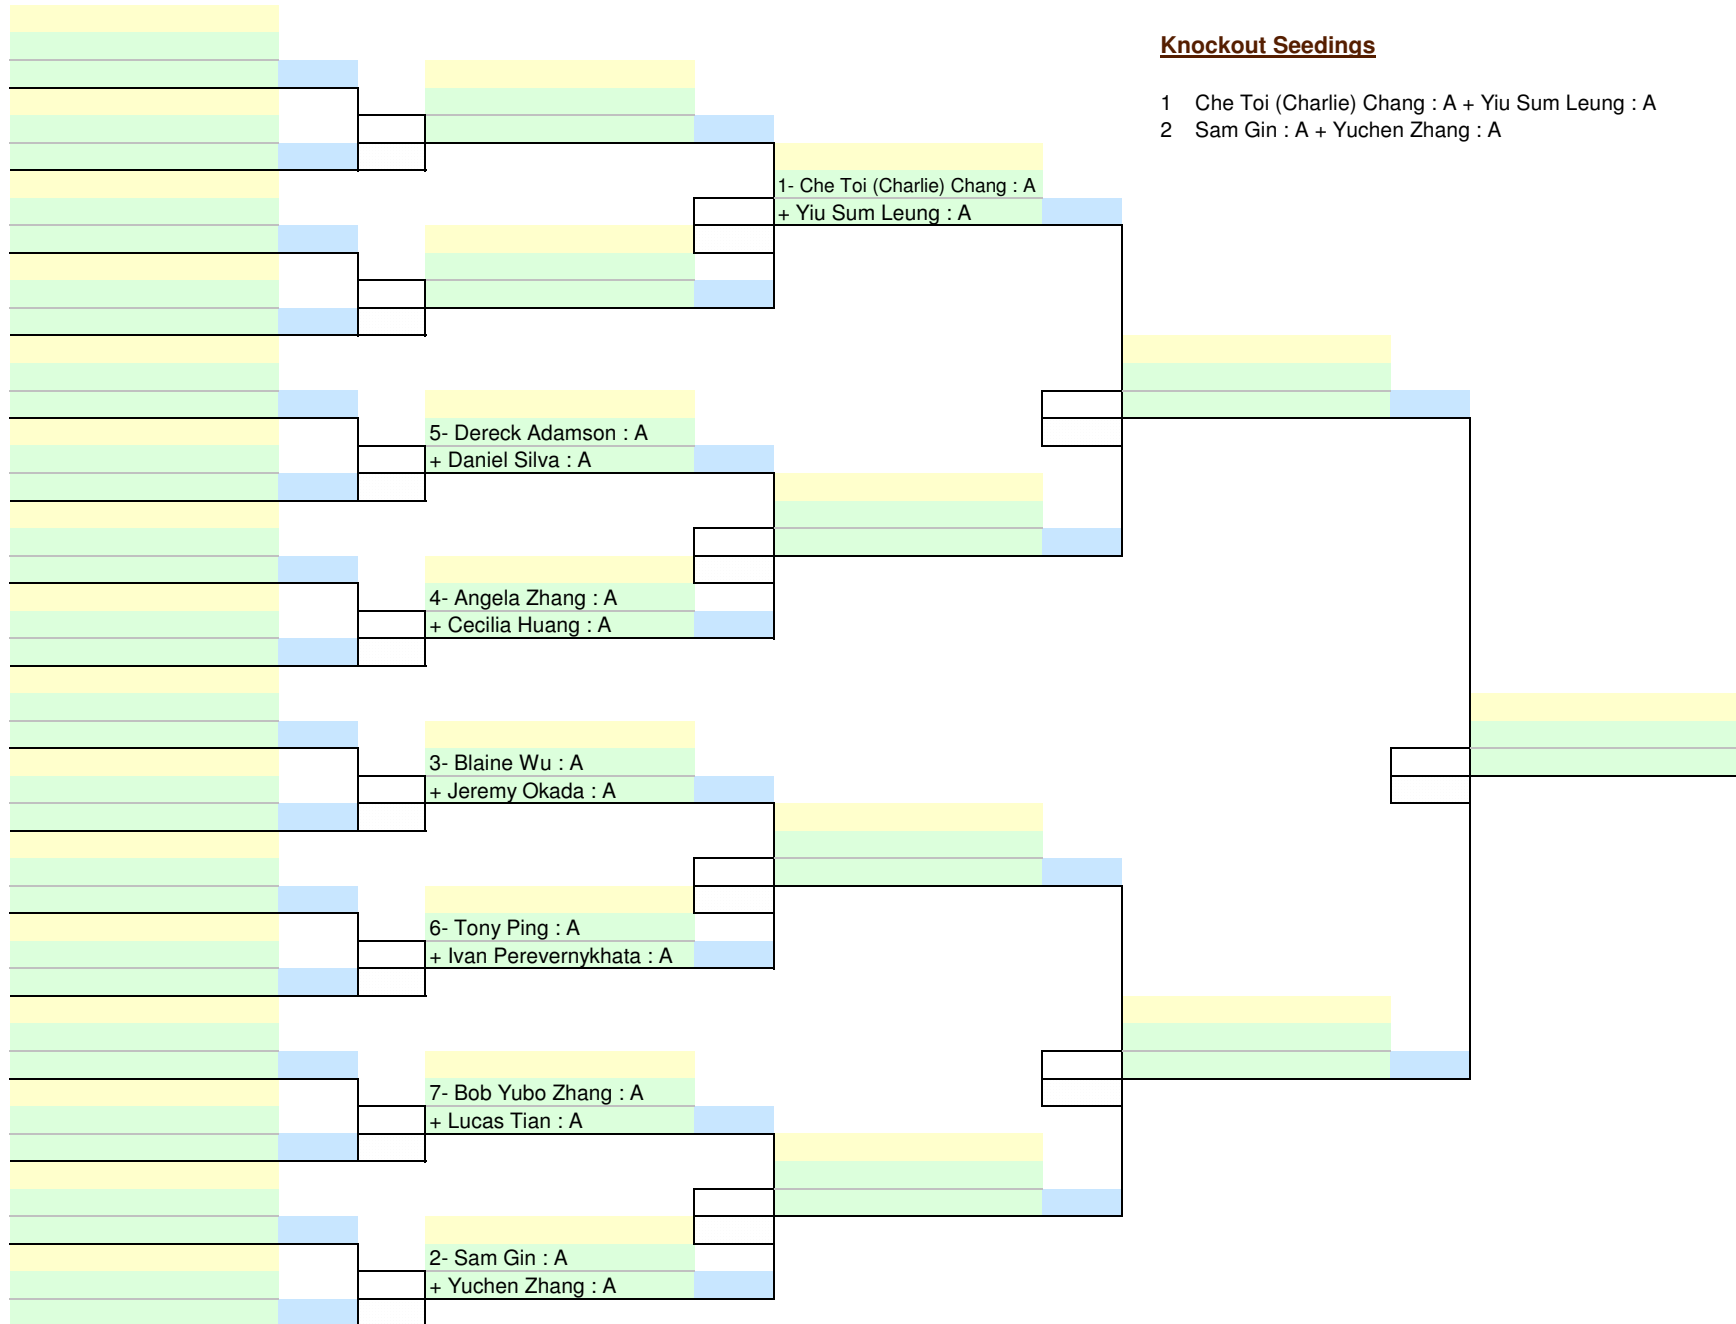 Knockout Seedings
1 Che Toi (Charlie) Chang : A + Yiu Sum Leung : A
2 Sam Gin : A + Yuchen Zhang : A
1- Che Toi (Charlie) Chang : A
+ Yiu Sum Leung : A
5- Dereck Adamson : A
+ Daniel Silva : A
4- Angela Zhang : A
+ Cecilia Huang : A
3- Blaine Wu : A
+ Jeremy Okada : A
6- Tony Ping : A
+ Ivan Perevernykhata : A
7- Bob Yubo Zhang : A
+ Lucas Tian : A
2- Sam Gin : A
+ Yuchen Zhang : A